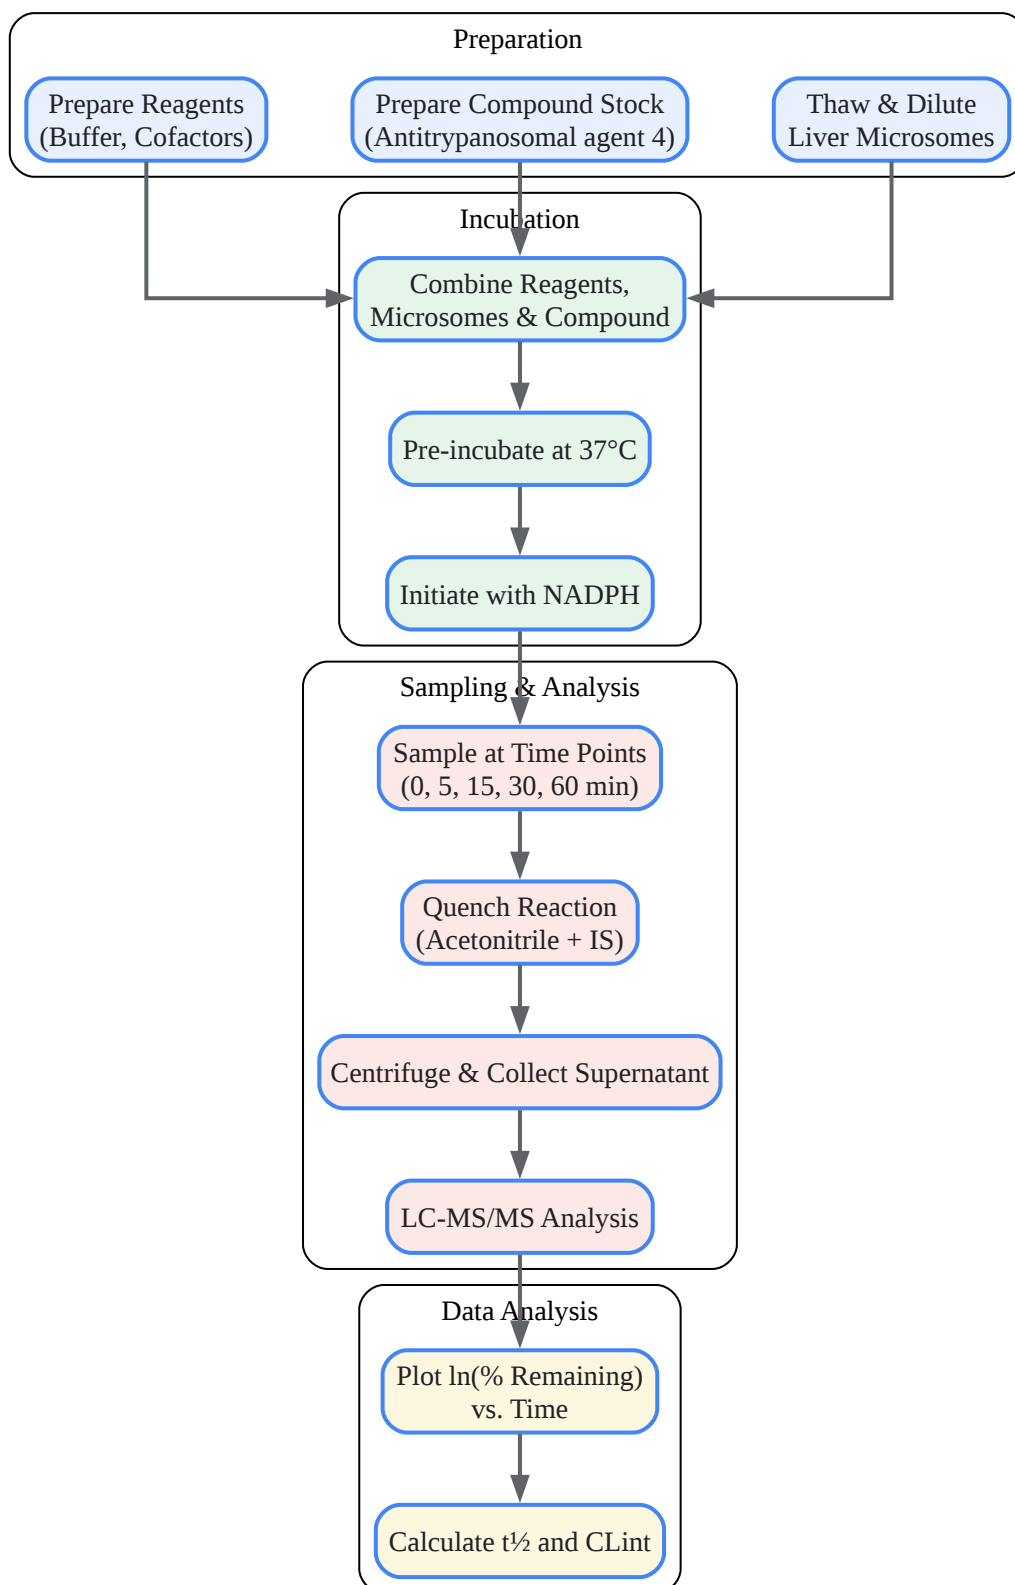 Preparation
Prepare Reagents
(Buffer, Cofactors)
Prepare Compound Stock
(Antitrypanosomal agent 4)
Thaw & Dilute
Liver Microsomes
Incubation
Combine Reagents,
Microsomes & Compound
Pre-incubate at 37°C
Initiate with NADPH
Sampling & Analysis
Sample at Time Points
(0, 5, 15, 30, 60 min)
Quench Reaction
(Acetonitrile + IS)
Centrifuge & Collect Supernatant
LC-MS/MS Analysis
Data Analysis
Plot ln(% Remaining)
vs. Time
Calculate t½ and CLint